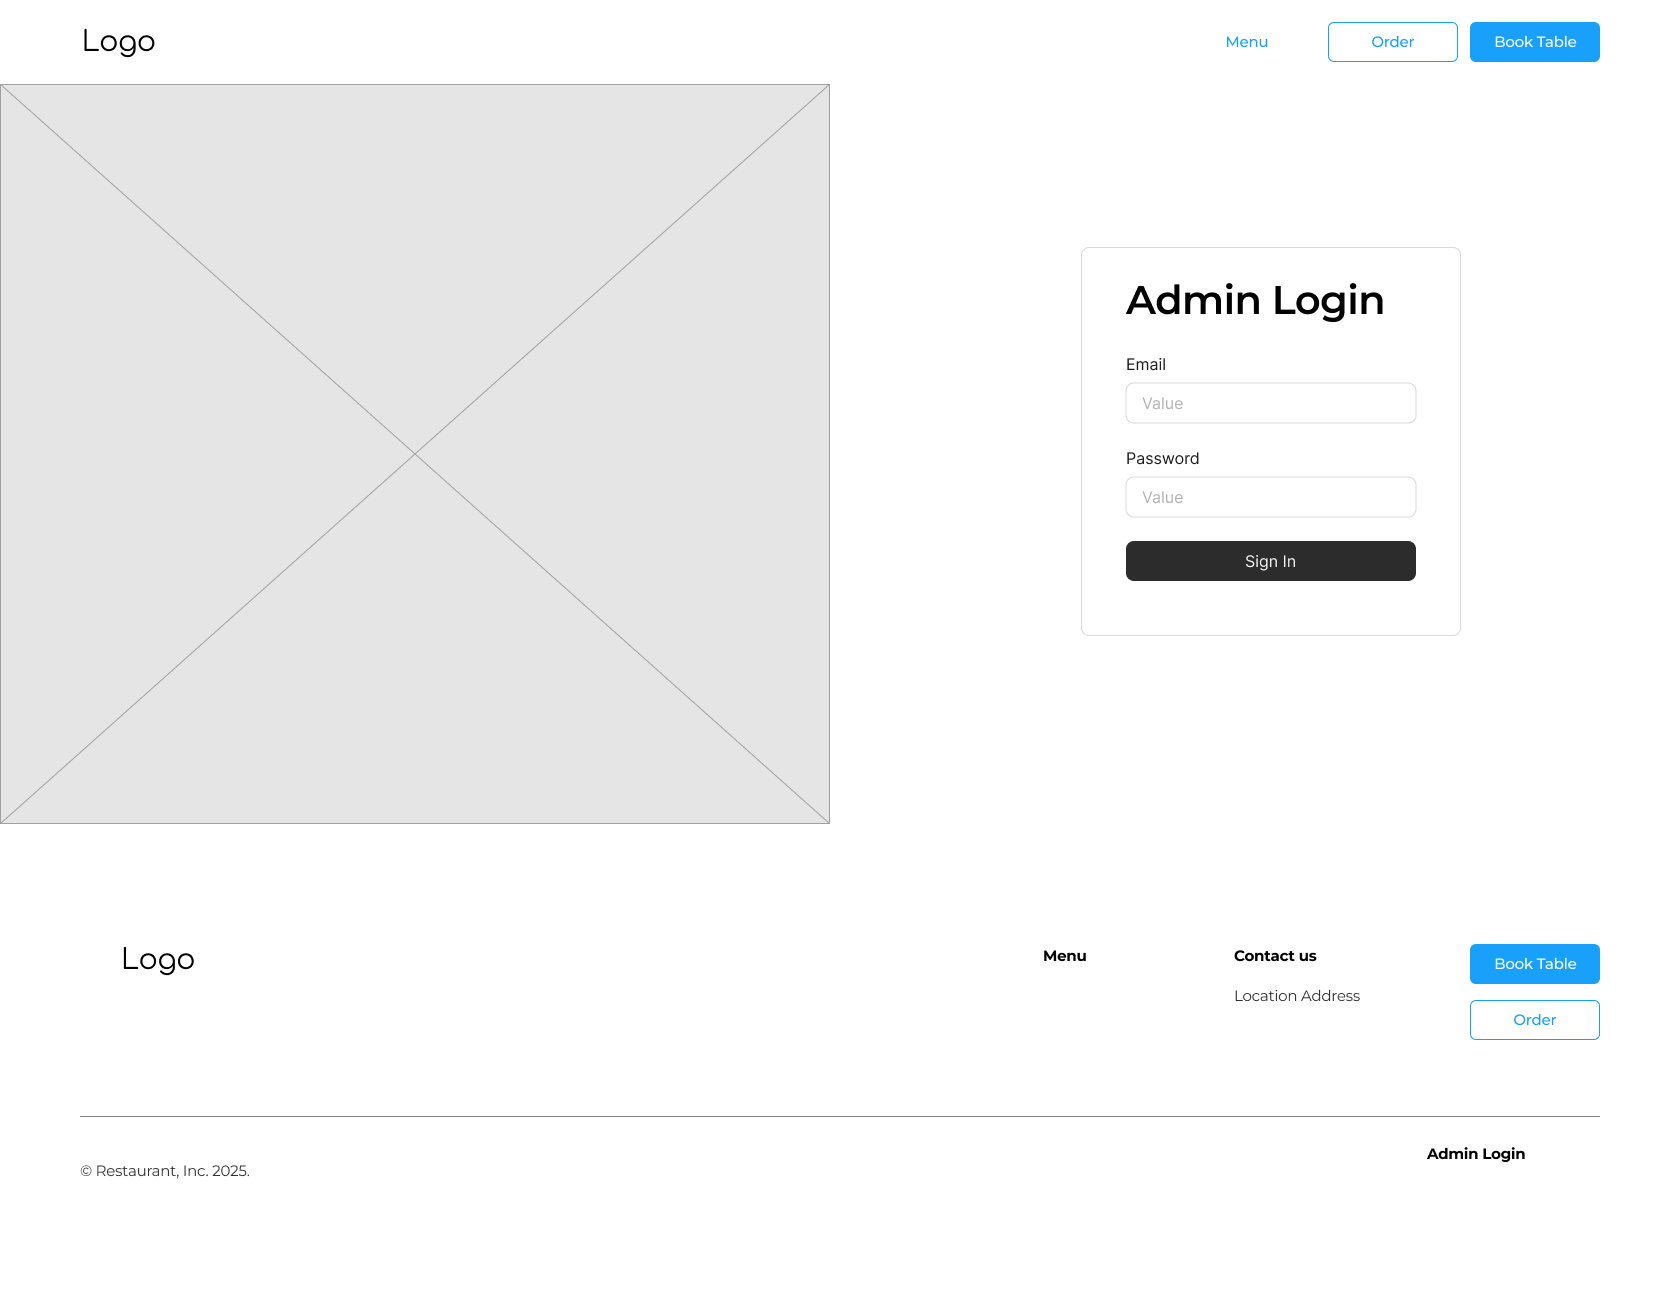 Logo
Menu
Order
Book Table
Admin Login
Email
Value
Password
Value
Sign In
Logo
Menu
Contact us
Location Address
Book Table
Order
© Restaurant, Inc. 2025.
Admin Login